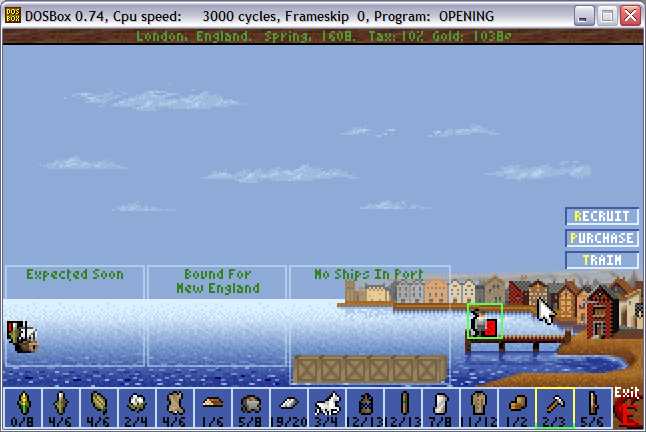 DOSBox 0.74, Cpu speed: 3000 cycles, Frameskip 0, Program: OPENING
London, England. Spring, 1608. Tax:10% Gold: 1038
RECRUIT
PURCHASE
TRAIN
Expected Soon
Bound For
New England
No Ships In Port
Exit
0/8 4/6 4/6 2/4 4/6 1/6 5/8 19/20 3/4 12/13 12/13 7/8 11/12 1/2 2/3 5/6 E